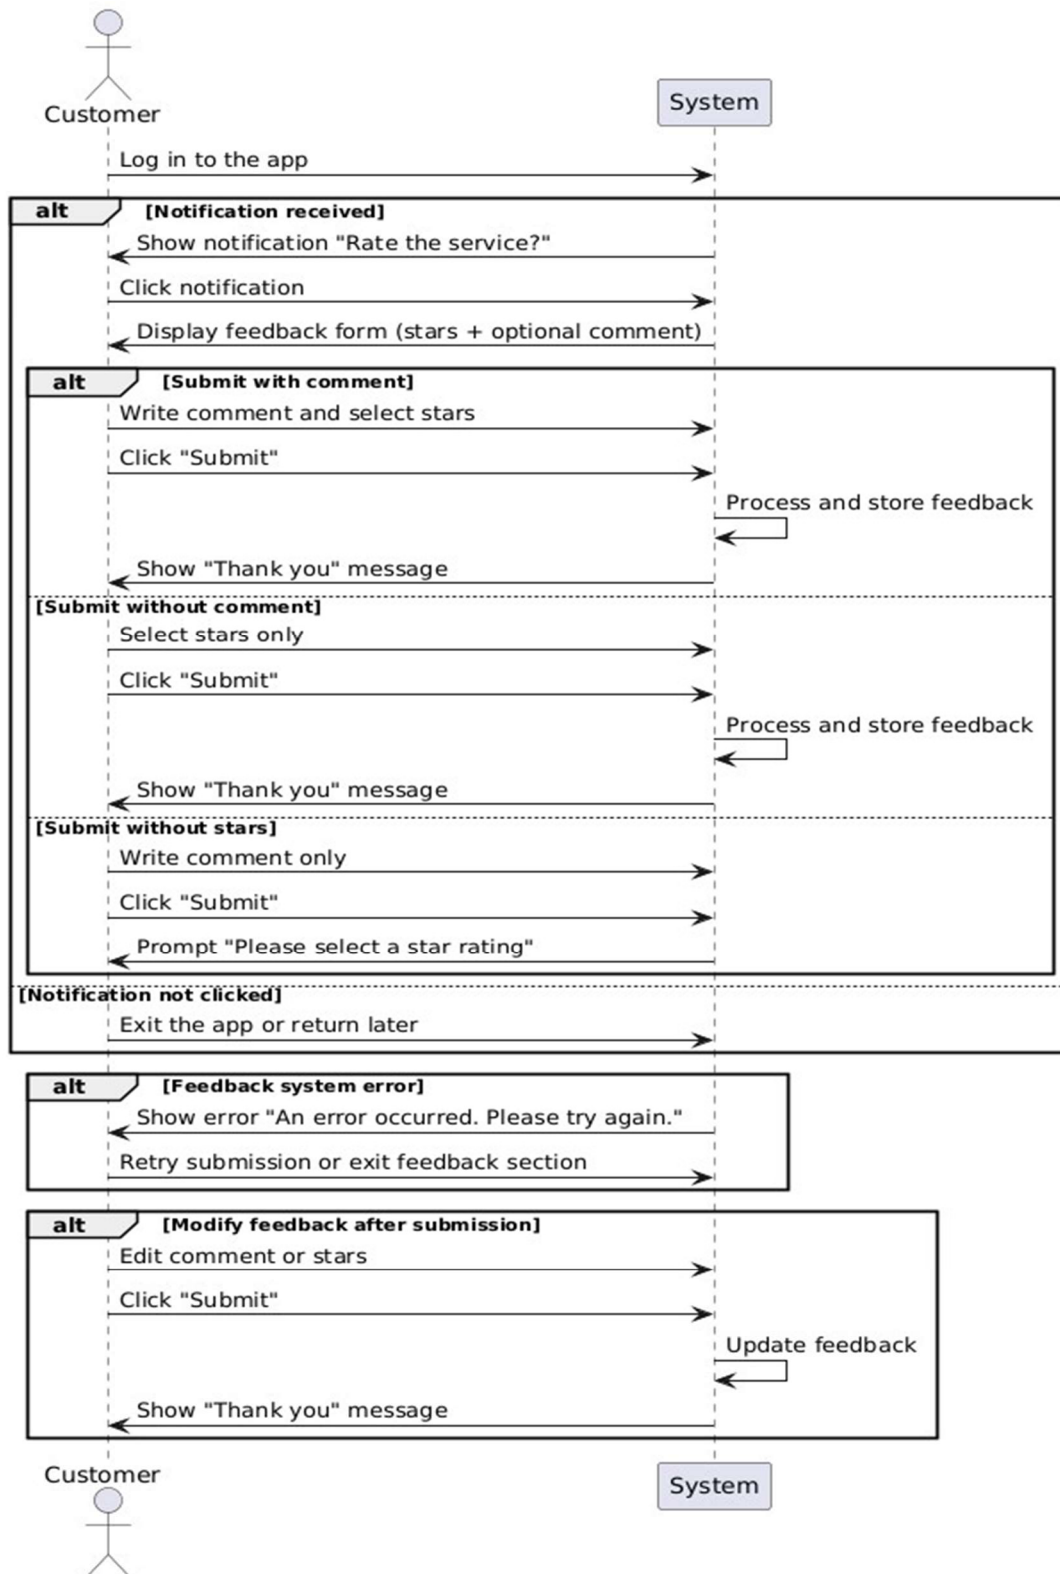 Customer
System
Log in to the app
alt [Notification received]
Show notification "Rate the service?"
Click notification
Display feedback form (stars + optional comment)
alt [Submit with comment]
Write comment and select stars
Click "Submit"
Process and store feedback
Show "Thank you" message
[Submit without comment]
Select stars only
Click "Submit"
Process and store feedback
Show "Thank you" message
[Submit without stars]
Write comment only
Click "Submit"
Prompt "Please select a star rating"
[Notification not clicked]
Exit the app or return later
alt [Feedback system error]
Show error "An error occurred. Please try again."
Retry submission or exit feedback section
alt [Modify feedback after submission]
Edit comment or stars
Click "Submit"
Update feedback
Show "Thank you" message
Customer
System